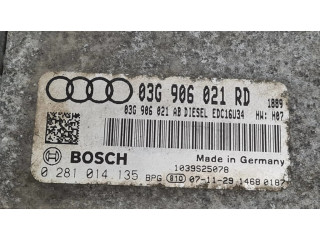 03G 906 021 RD 1889
03G 906 021 AB DIESEL EDC16U34 HW: H07
BOSCH
Made in Germany
1039S25078
0 281 014 135 BPG 810 07-11-29 1468 0187